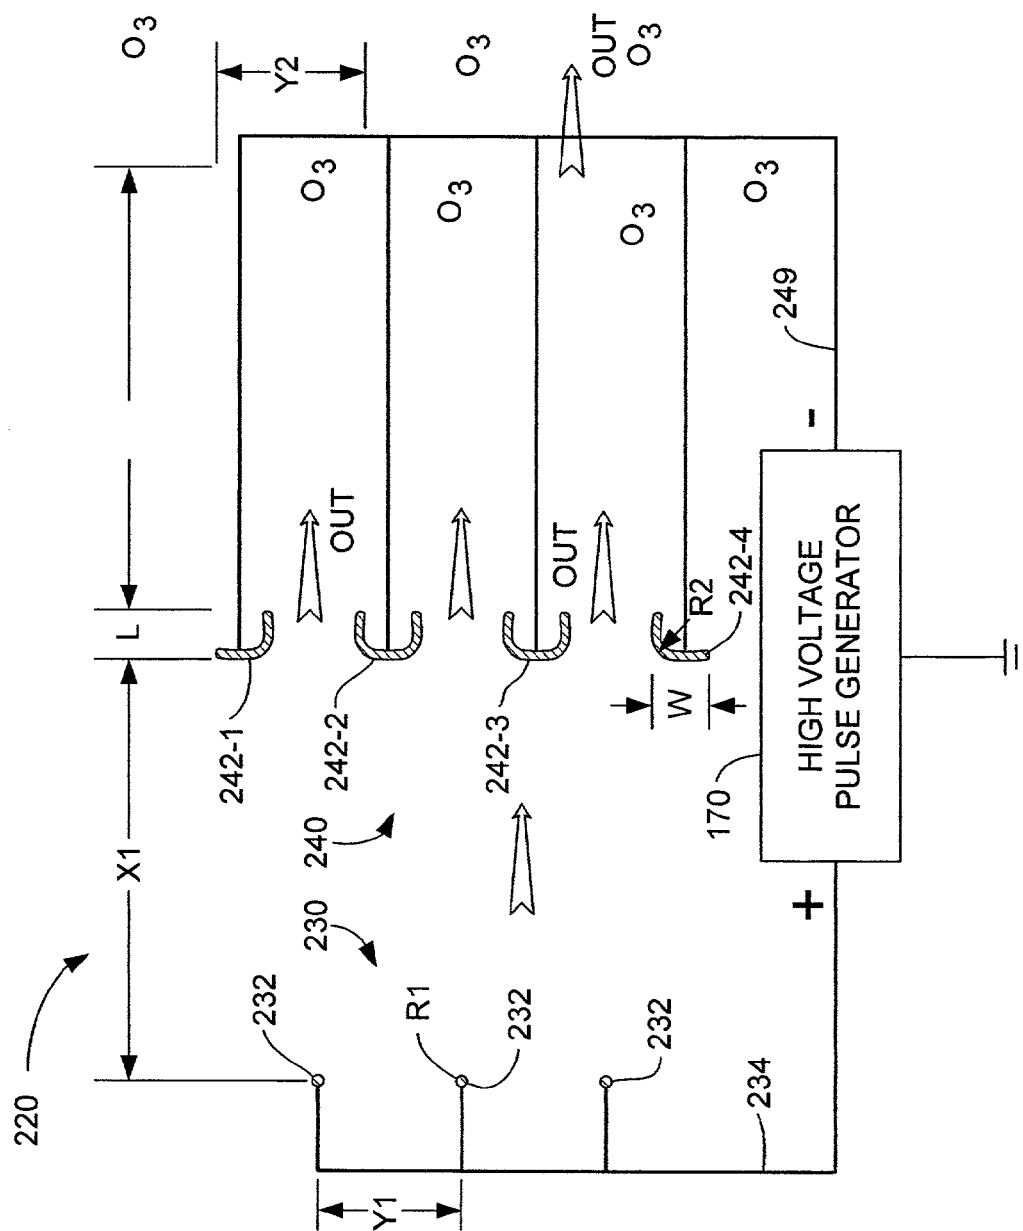 220
X1
L
Y2
O3
O3
OUT
O3
O3
O3
O3
O3
OUT
OUT
242-1
242-2
242-3
240
230
232
R1
232
232
234
Y1
W
R2
242-4
249
170
+
-
HIGH VOLTAGE
PULSE GENERATOR